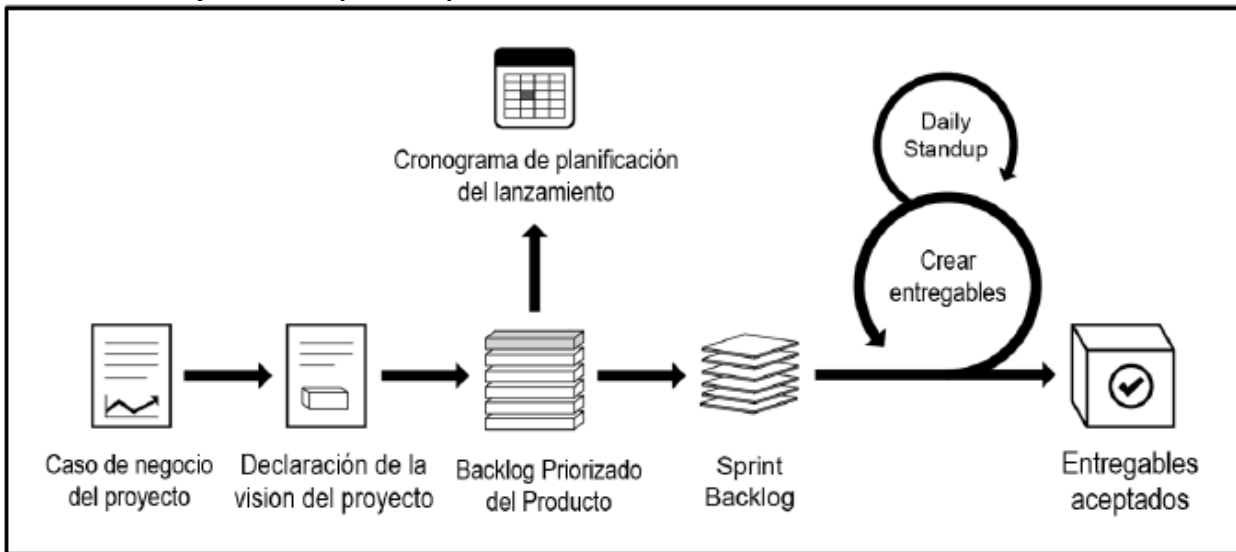 Cronograma de planificación
del lanzamiento
Daily
Standup
Crear
entregables
Caso de negocio
del proyecto
Declaración de la
vision del proyecto
Backlog Priorizado
del Producto
Sprint
Backlog
Entregables
aceptados